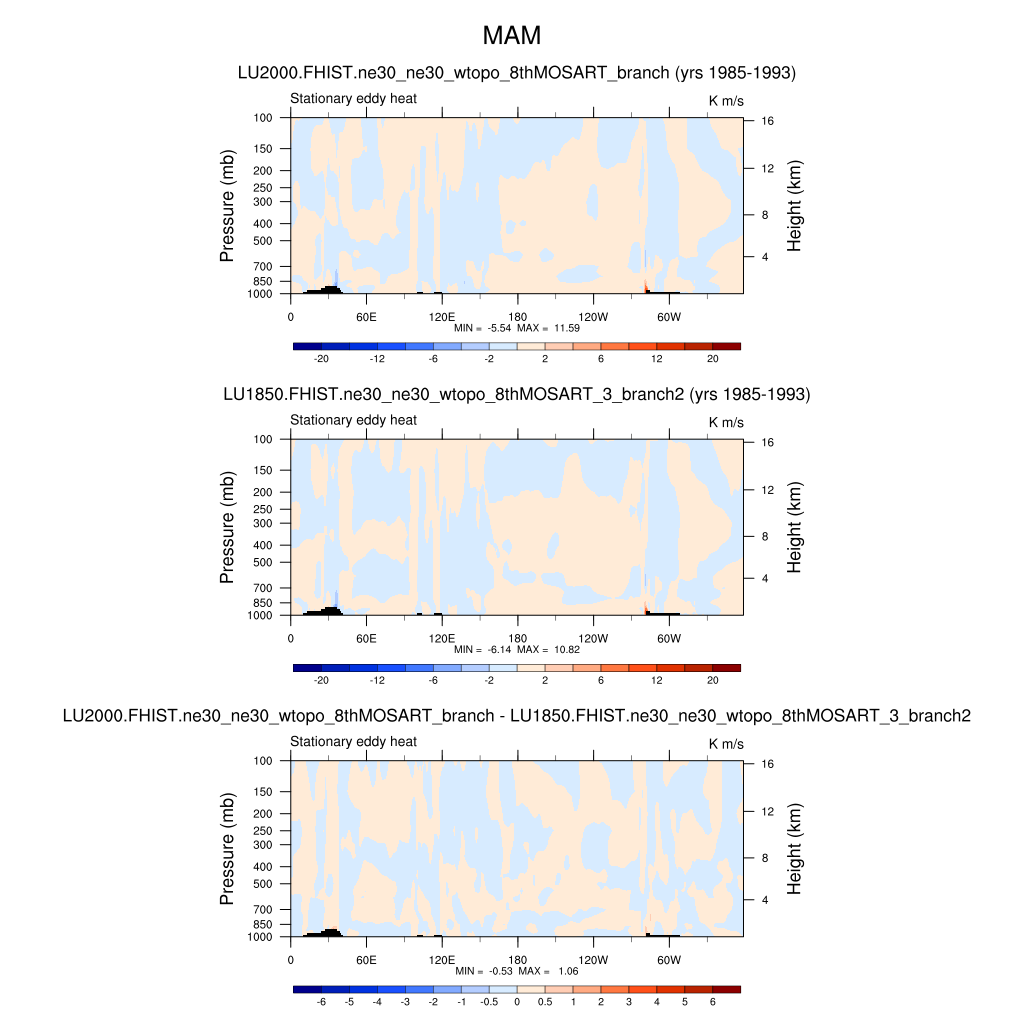 MAM
LU2000.FHIST.ne30_ne30_wtopo_8thMOSART_branch (yrs 1985-1993)
Stationary eddy heat K m/s
100 16
150
200 12
250
300
400 8
500
700 4
850
1000
Pressure (mb)
Height (km)
0 60E 120E 180 120W 60W
MIN = -5.54 MAX = 11.59
-20 -12 -6 -2 2 6 12 20
LU1850.FHIST.ne30_ne30_wtopo_8thMOSART_3_branch2 (yrs 1985-1993)
Stationary eddy heat K m/s
100 16
150
200 12
250
300
400 8
500
700 4
850
1000
Pressure (mb)
Height (km)
0 60E 120E 180 120W 60W
MIN = -6.14 MAX = 10.82
-20 -12 -6 -2 2 6 12 20
LU2000.FHIST.ne30_ne30_wtopo_8thMOSART_branch - LU1850.FHIST.ne30_ne30_wtopo_8thMOSART_3_branch2
Stationary eddy heat K m/s
100 16
150
200 12
250
300
400 8
500
700 4
850
1000
Pressure (mb)
Height (km)
0 60E 120E 180 120W 60W
MIN = -0.53 MAX = 1.06
-6 -5 -4 -3 -2 -1 -0.5 0 0.5 1 2 3 4 5 6